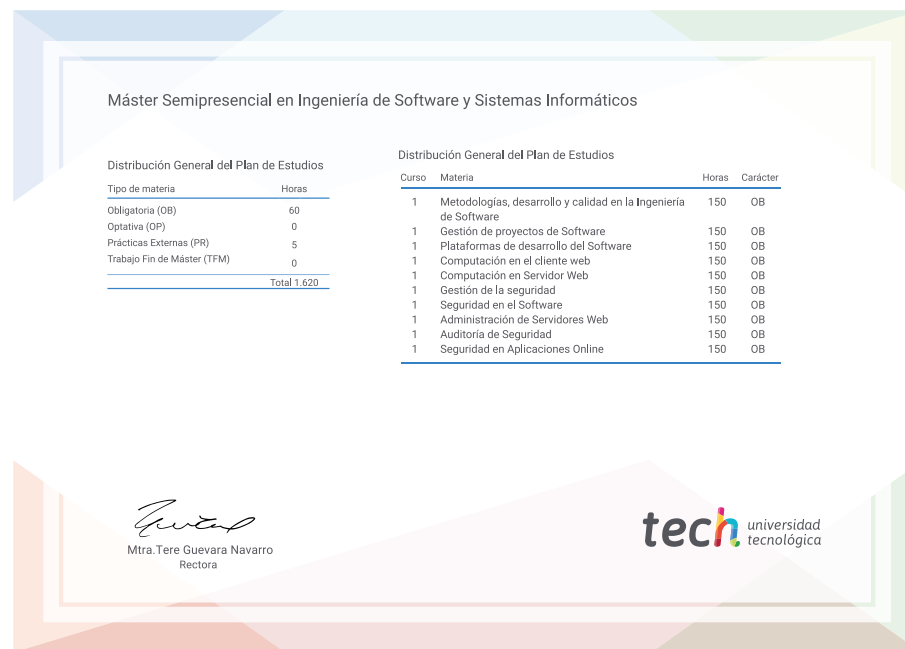 Máster Semipresencial en Ingeniería de Software y Sistemas Informáticos
Distribución General del Plan de Estudios
Tipo de materia Horas
Obligatoria (OB) 60
Optativa (OP) 0
Prácticas Externas (PR) 5
Trabajo Fin de Máster (TFM) 0
Total 1.620
Distribución General del Plan de Estudios
Curso Materia Horas Carácter
1 Metodologías, desarrollo y calidad en la Ingeniería 150 OB
de Software
1 Gestión de proyectos de Software 150 OB
1 Plataformas de desarrollo del Software 150 OB
1 Computación en el cliente web 150 OB
1 Computación en Servidor Web 150 OB
1 Gestión de la seguridad 150 OB
1 Seguridad en el Software 150 OB
1 Administración de Servidores Web 150 OB
1 Auditoría de Seguridad 150 OB
1 Seguridad en Aplicaciones Online 150 OB
Mtra.Tere Guevara Navarro
Rectora
tech universidad
tecnológica